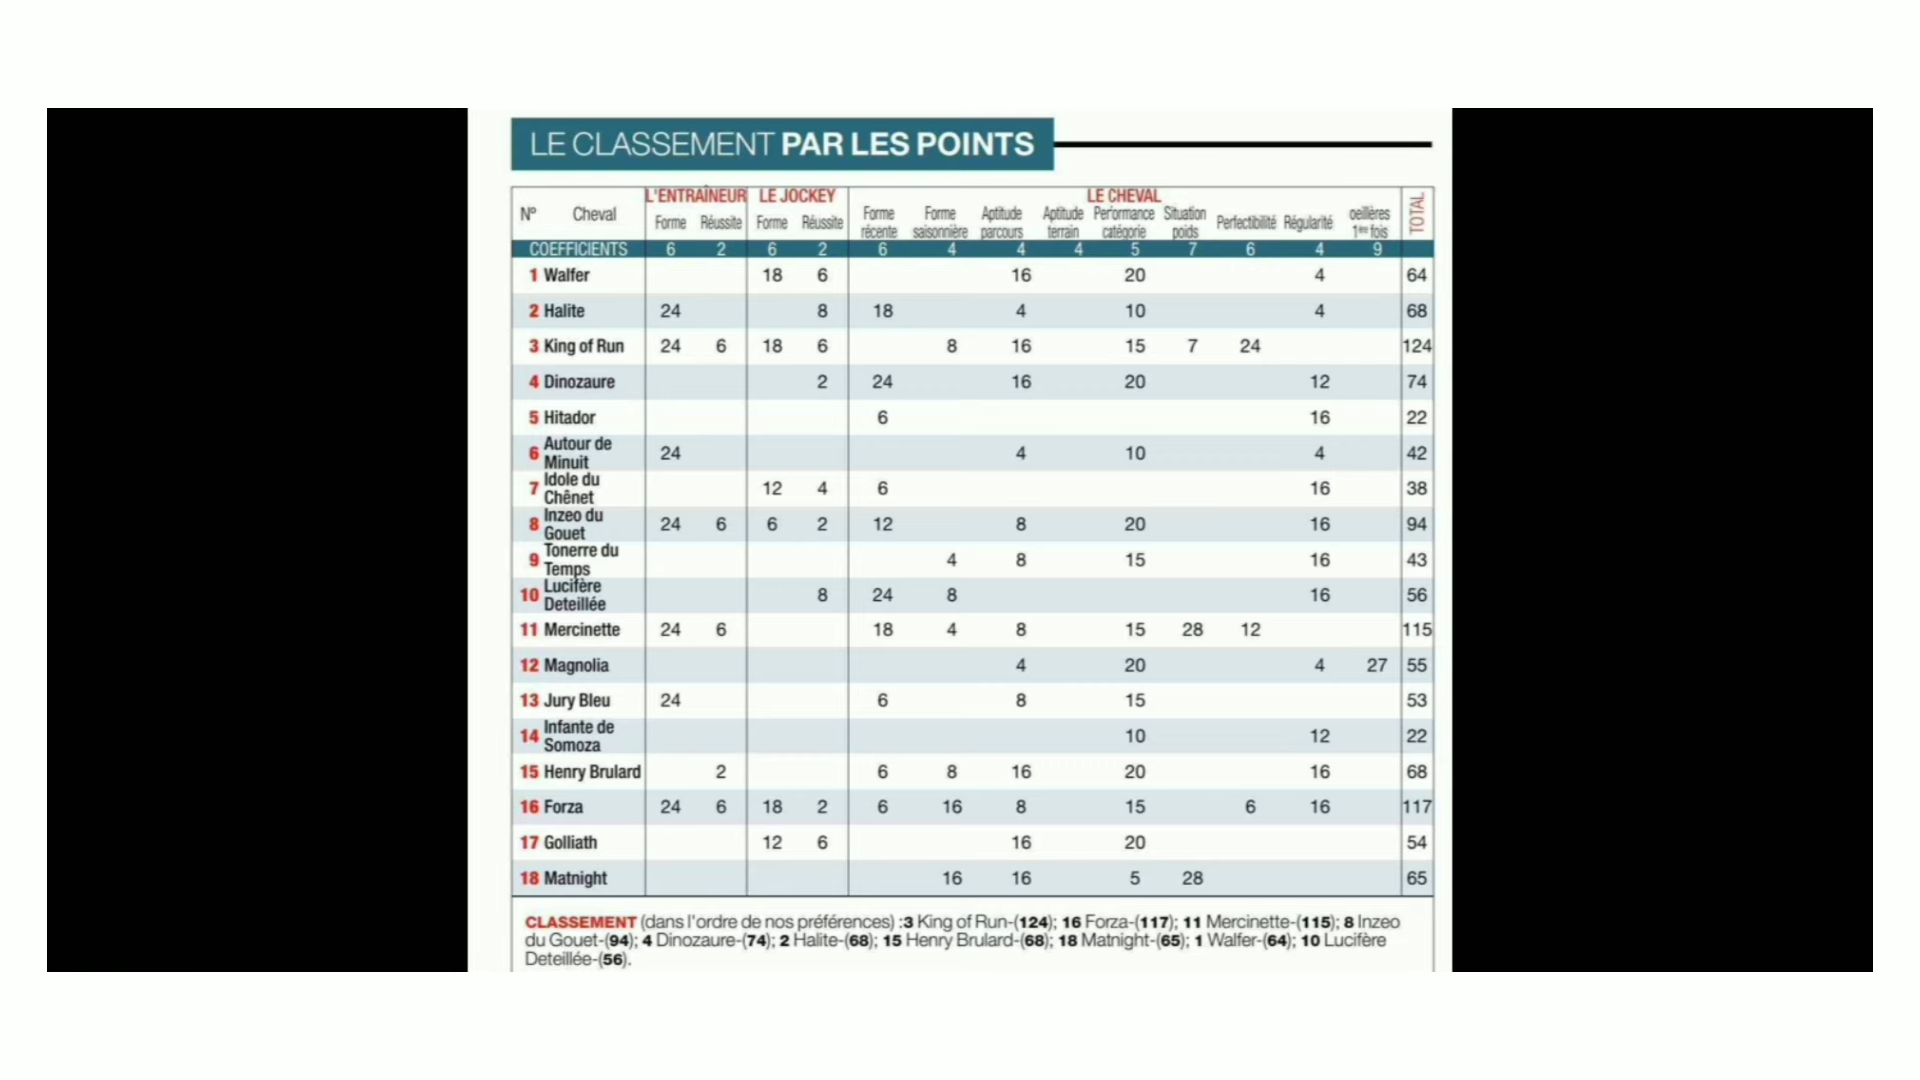 LE CLASSEMENT PAR LES POINTS
L'ENTRAÎNEUR LE JOCKEY LE CHEVAL
N° Cheval Forme Réussite Forme Réussite Forme récente Forme saisonnière Aptitude parcours Aptitude terrain Performance catégorie Situation poids Perfectibilité Régularité oeillères 1ère fois TOTAL
COEFFICIENTS 6 2 6 2 6 4 4 4 5 7 6 4 9
1 Walfer 18 6 16 20 4 64
2 Halite 24 8 18 4 10 4 68
3 King of Run 24 6 18 6 8 16 15 7 24 124
4 Dinozaure 2 24 16 20 12 74
5 Hitador 6 16 22
6 Autour de Minuit 24 4 10 4 42
7 Idole du Chênet 12 4 6 16 38
8 Inzeo du Gouet 24 6 6 2 12 8 20 16 94
9 Tonerre du Temps 4 8 15 16 43
10 Lucifère Deteillée 8 24 8 16 56
11 Mercinette 24 6 18 4 8 15 28 12 115
12 Magnolia 4 20 4 27 55
13 Jury Bleu 24 6 8 15 53
14 Infante de Somoza 10 12 22
15 Henry Brulard 2 6 8 16 20 16 68
16 Forza 24 6 18 2 6 16 8 15 6 16 117
17 Golliath 12 6 16 20 54
18 Matnight 16 16 5 28 65
CLASSEMENT (dans l'ordre de nos préférences) :3 King of Run-(124); 16 Forza-(117); 11 Mercinette-(115); 8 Inzeo
du Gouet-(94); 4 Dinozaure-(74); 2 Halite-(68); 15 Henry Brulard-(68); 18 Matnight-(65); 1 Walfer-(64); 10 Lucifère
Deteillée-(56).